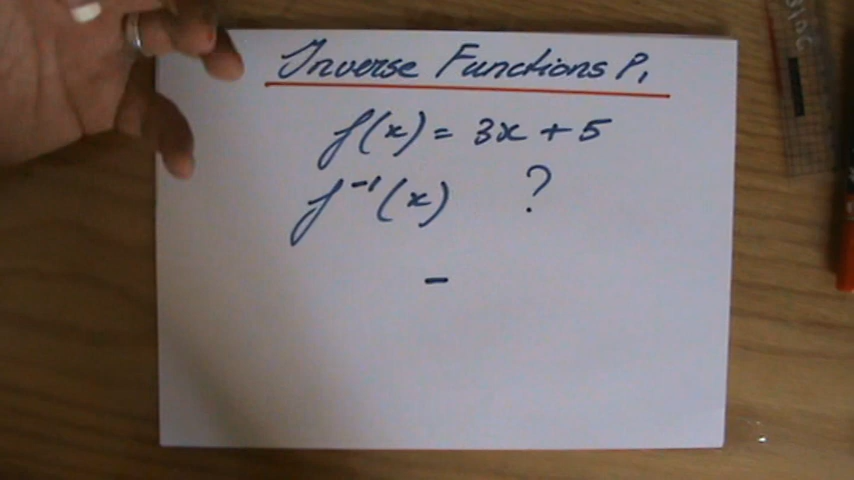 Inverse Functions P1
f(x) = 3x + 5
f⁻¹(x) ?
-